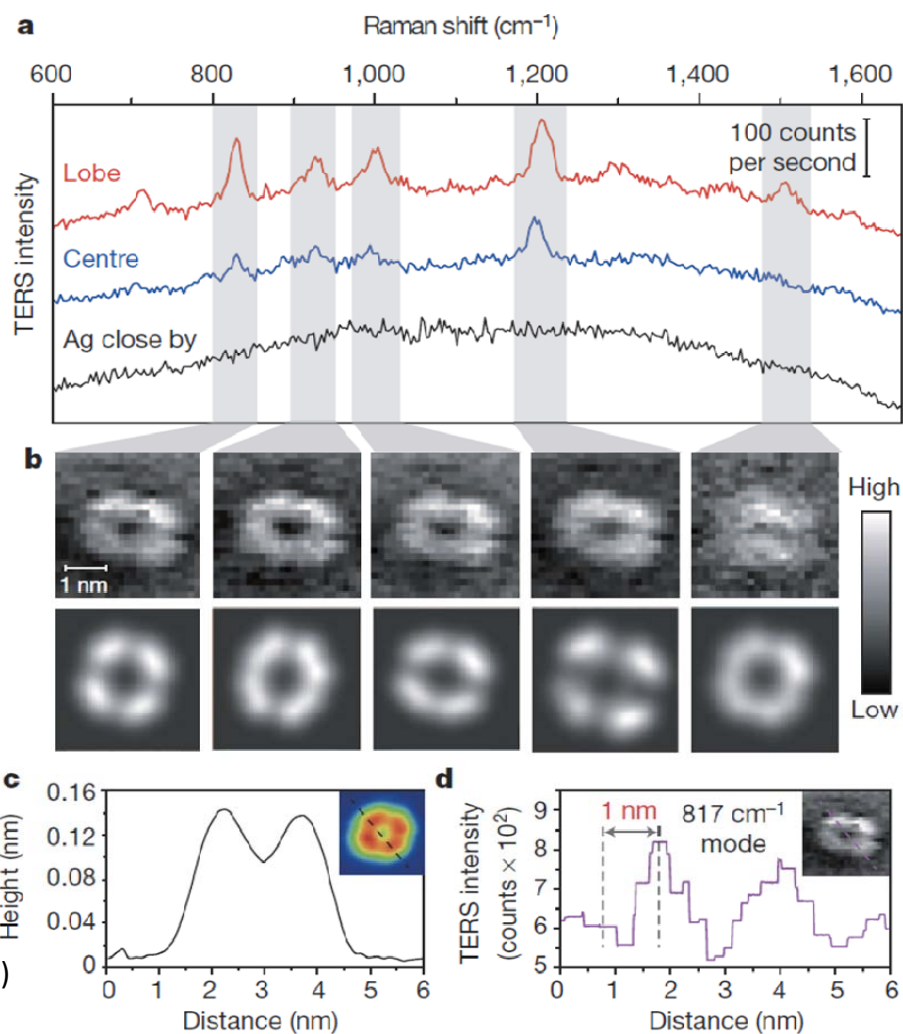 a
Raman shift (cm⁻¹)
600 800 1,000 1,200 1,400 1,600
TERS intensity
100 counts
per second
Lobe
Centre
Ag close by
b
1 nm
High
Low
c
Height (nm)
0.16
0.12
0.08
0.04
0
0 1 2 3 4 5 6
Distance (nm)
)
d
TERS intensity
(counts × 10²)
9
8
7
6
5
1 nm
817 cm⁻¹
mode
0 1 2 3 4 5 6
Distance (nm)